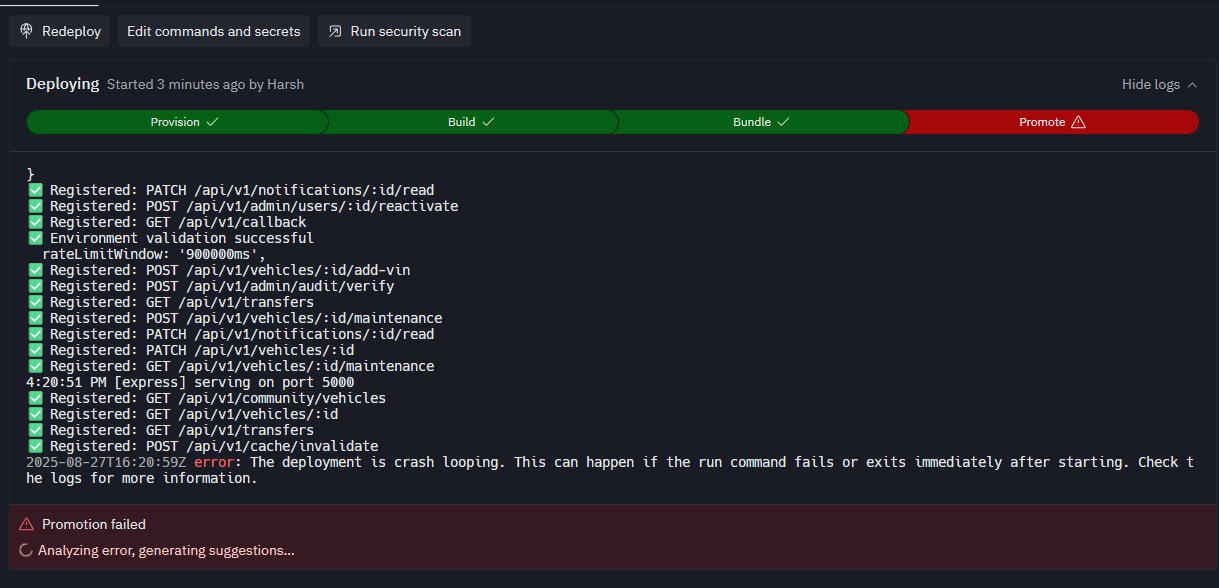 Redeploy
Edit commands and secrets
Run security scan
Deploying Started 3 minutes ago by Harsh
Hide logs
Provision
Build
Bundle
Promote
}
✅ Registered: PATCH /api/v1/notifications/:id/read
✅ Registered: POST /api/v1/admin/users/:id/reactivate
✅ Registered: GET /api/v1/callback
✅ Environment validation successful
rateLimitWindow: '900000ms',
✅ Registered: POST /api/v1/vehicles/:id/add-vin
✅ Registered: POST /api/v1/admin/audit/verify
✅ Registered: GET /api/v1/transfers
✅ Registered: POST /api/v1/vehicles/:id/maintenance
✅ Registered: PATCH /api/v1/notifications/:id/read
✅ Registered: PATCH /api/v1/vehicles/:id
✅ Registered: GET /api/v1/vehicles/:id/maintenance
4:20:51 PM [express] serving on port 5000
✅ Registered: GET /api/v1/community/vehicles
✅ Registered: GET /api/v1/vehicles/:id
✅ Registered: GET /api/v1/transfers
✅ Registered: POST /api/v1/cache/invalidate
2025-08-27T16:20:59Z error: The deployment is crash looping. This can happen if the run command fails or exits immediately after starting. Check t
he logs for more information.
Promotion failed
Analyzing error, generating suggestions...